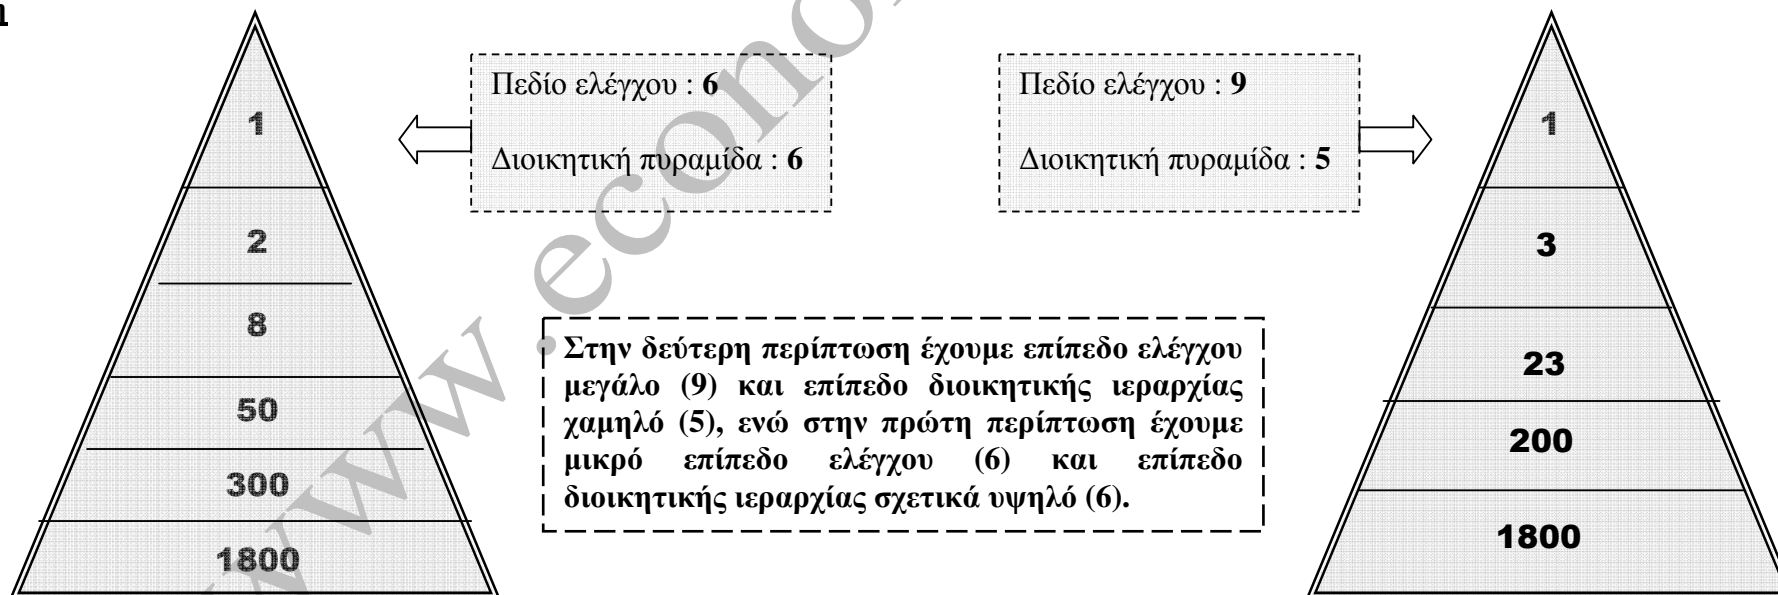 η
1
2
8
50
300
1800
Πεδίο ελέγχου : 6
Διοικητική πυραμίδα : 6
Πεδίο ελέγχου : 9
Διοικητική πυραμίδα : 5
Στην δεύτερη περίπτωση έχουμε επίπεδο ελέγχου
μεγάλο (9) και επίπεδο διοικητικής ιεραρχίας
χαμηλό (5), ενώ στην πρώτη περίπτωση έχουμε
μικρό επίπεδο ελέγχου (6) και επίπεδο
διοικητικής ιεραρχίας σχετικά υψηλό (6).
1
3
23
200
1800
www.econo